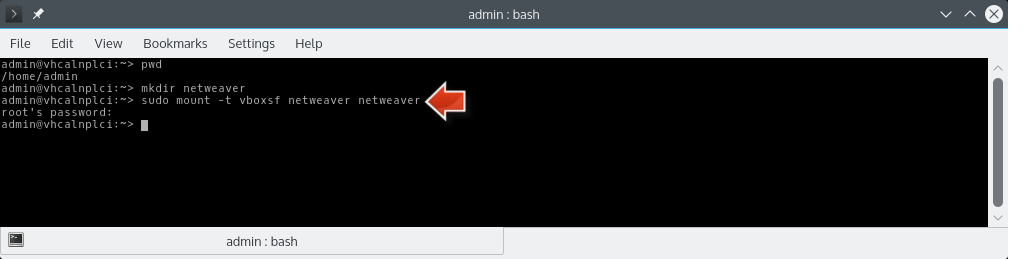 admin : bash
File Edit View Bookmarks Settings Help
admin@vhcalnplci:~> pwd
/home/admin
admin@vhcalnplci:~> mkdir netweaver
admin@vhcalnplci:~> sudo mount -t vboxsf netweaver netweaver
root's password:
admin@vhcalnplci:~>
admin : bash